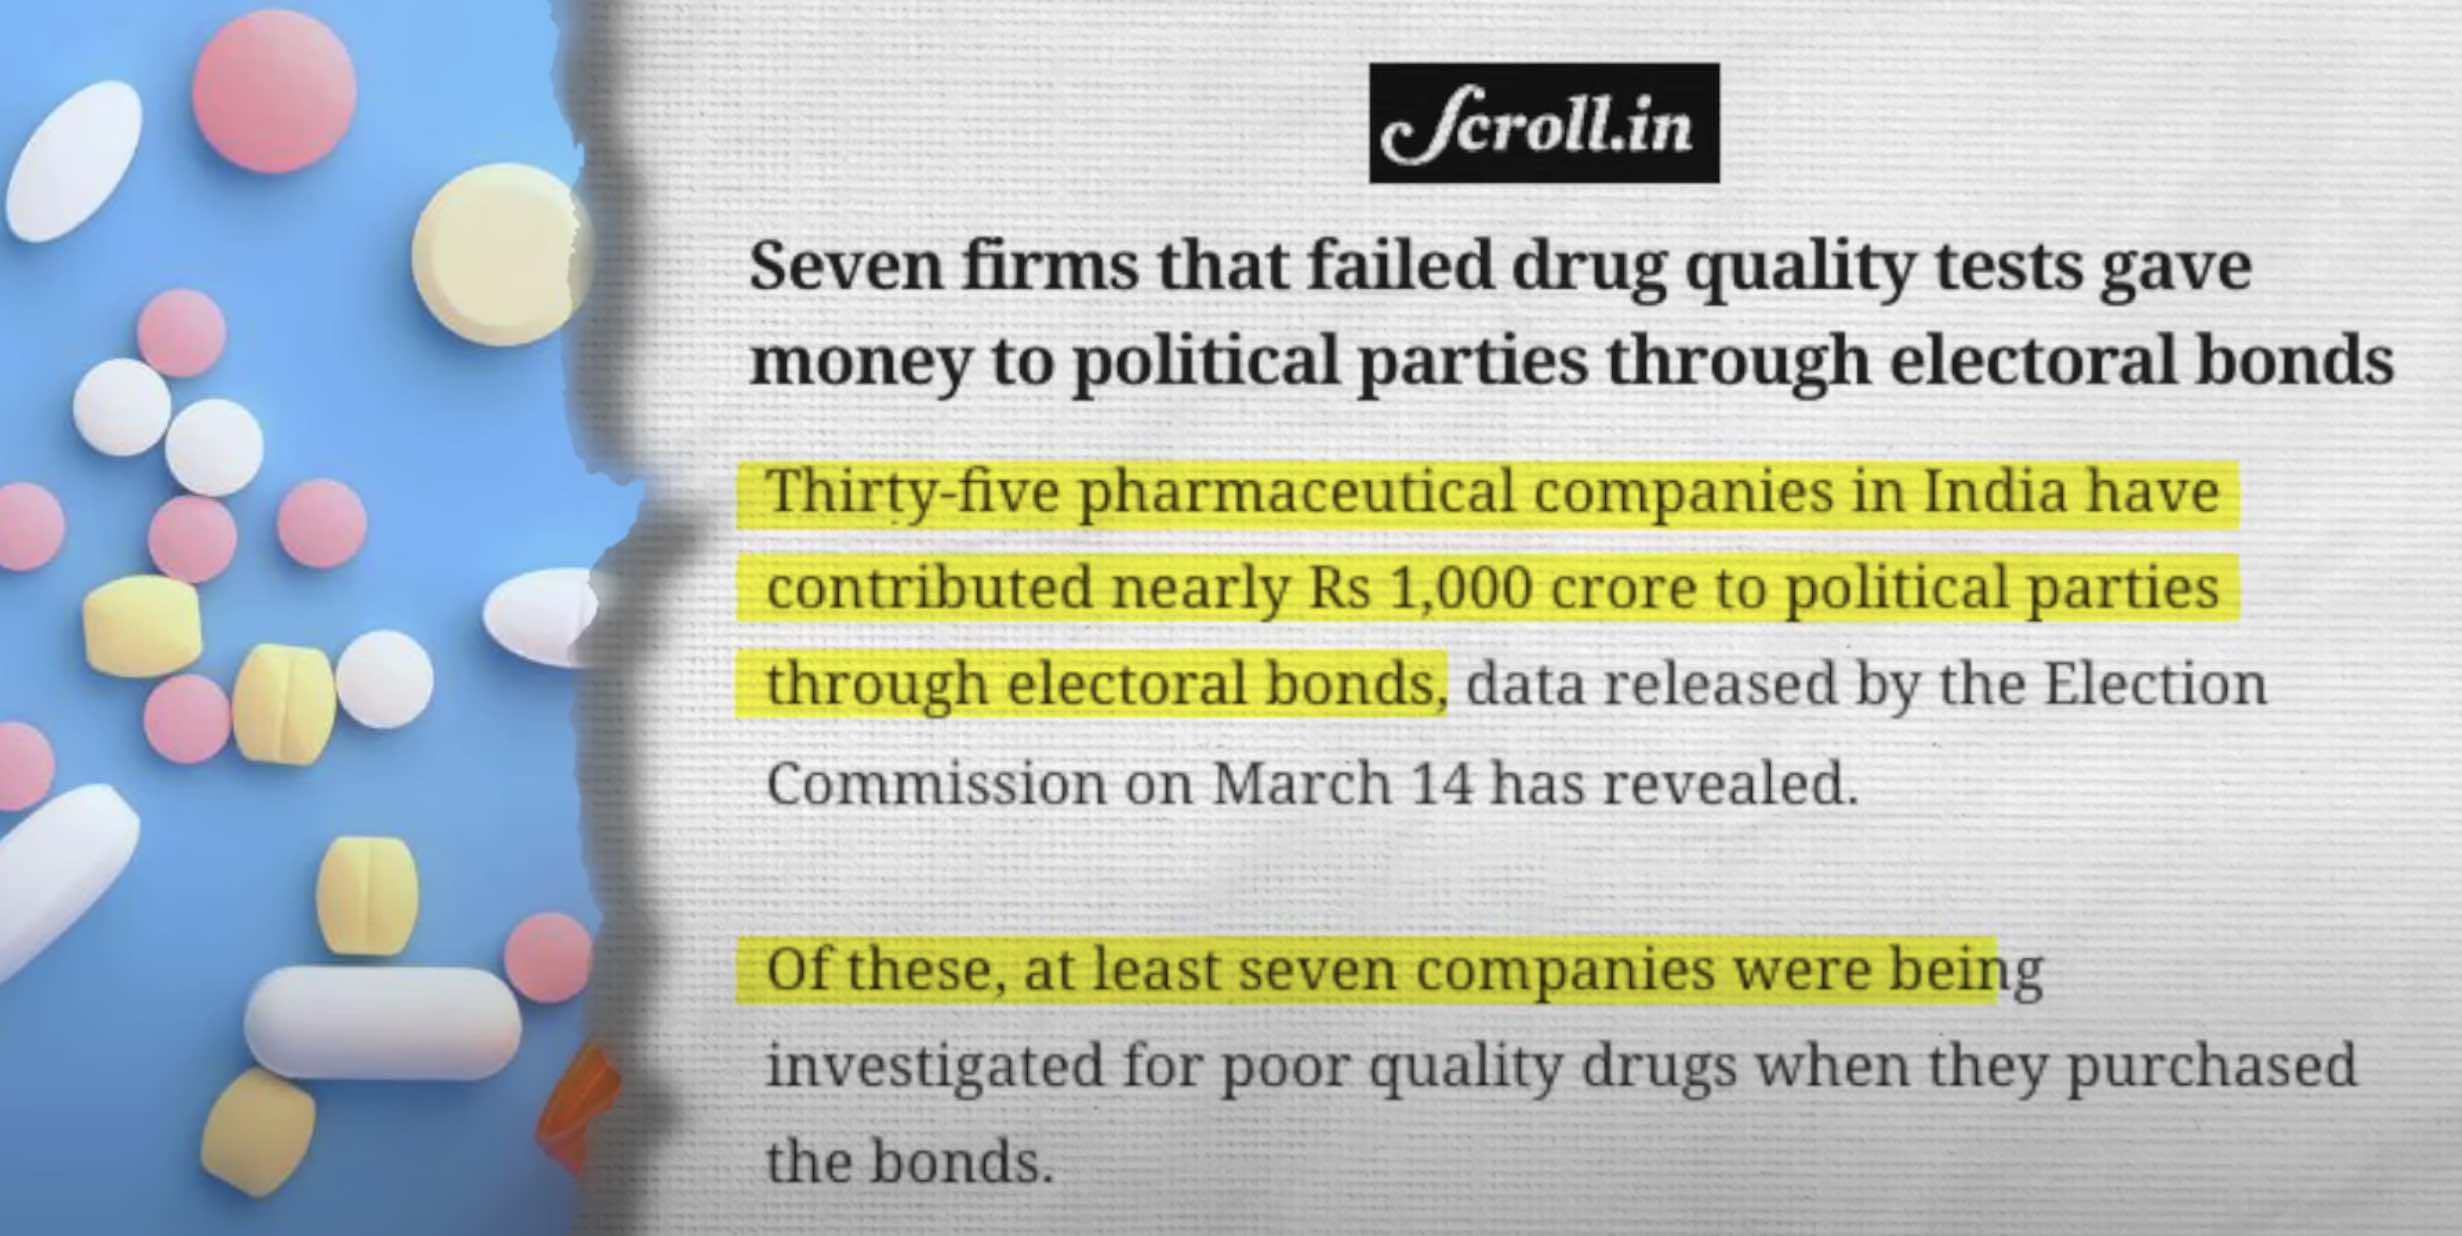 Scroll.in
Seven firms that failed drug quality tests gave
money to political parties through electoral bonds
Thirty-five pharmaceutical companies in India have
contributed nearly Rs 1,000 crore to political parties
through electoral bonds, data released by the Election
Commission on March 14 has revealed.
Of these, at least seven companies were being
investigated for poor quality drugs when they purchased
the bonds.